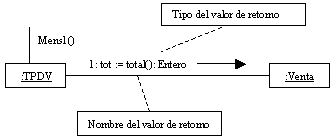 Tipo del valor de retorno
Mens1()
1: tot := total(): Entero
:TPDV
:Venta
Nombre del valor de retorno